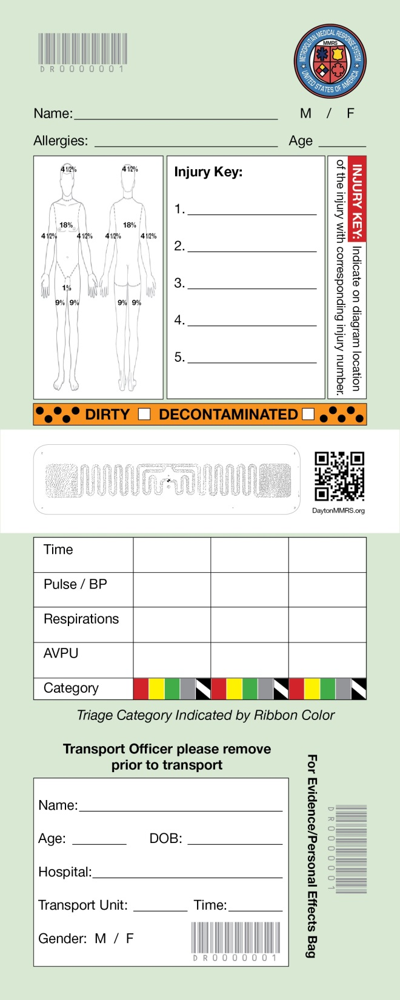 DR0000001
METROPOLITAN MEDICAL RESPONSE SYSTEM
MMRS
UNITED STATES OF AMERICA
Name: M / F
Allergies: Age
4 1/2% 4 1/2%
18% 18%
4 1/2% 4 1/2% 4 1/2% 4 1/2%
1%
9% 9% 9% 9%
Injury Key:
1.
2.
3.
4.
5.
INJURY KEY: Indicate on diagram location
of the injury with corresponding injury number.
DIRTY DECONTAMINATED
DaytonMMRS.org
Time
Pulse / BP
Respirations
AVPU
Category
Triage Category Indicated by Ribbon Color
Transport Officer please remove
prior to transport
Name:
Age: DOB:
Hospital:
Transport Unit: Time:
Gender: M / F
DR0000001
For Evidence/Personal Effects Bag
DR0000001